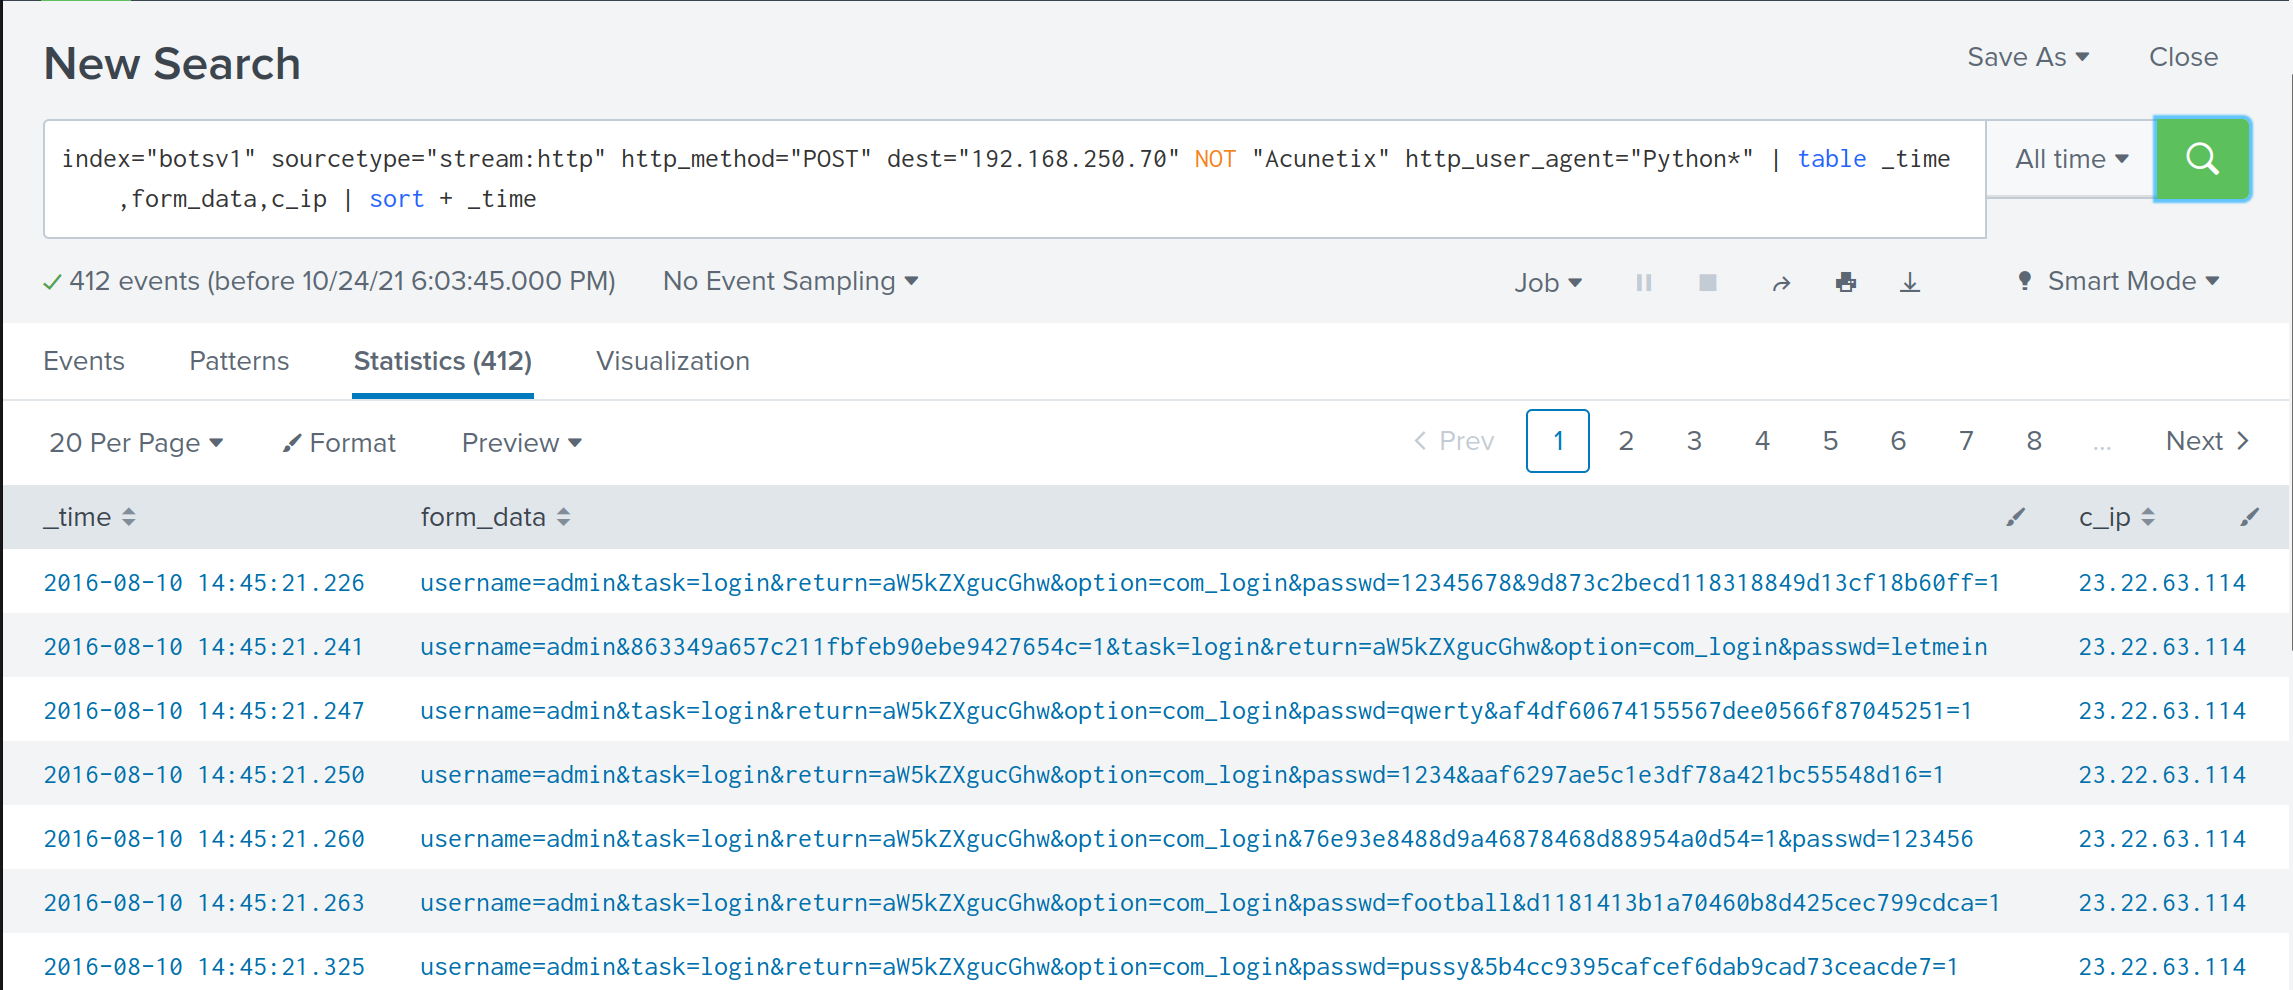 New Search
Save As Close
index="botsv1" sourcetype="stream:http" http_method="POST" dest="192.168.250.70" NOT "Acunetix" http_user_agent="Python*" | table _time
,form_data,c_ip | sort + _time
All time
412 events (before 10/24/21 6:03:45.000 PM) No Event Sampling Job Smart Mode
Events Patterns Statistics (412) Visualization
20 Per Page Format Preview Prev 1 2 3 4 5 6 7 8 ... Next
_time form_data c_ip
2016-08-10 14:45:21.226 username=admin&task=login&return=aW5kZXgucGhw&option=com_login&passwd=12345678&9d873c2becd118318849d13cf18b60ff=1 23.22.63.114
2016-08-10 14:45:21.241 username=admin&863349a657c211fbfeb90ebe9427654c=1&task=login&return=aW5kZXgucGhw&option=com_login&passwd=letmein 23.22.63.114
2016-08-10 14:45:21.247 username=admin&task=login&return=aW5kZXgucGhw&option=com_login&passwd=qwerty&af4df60674155567dee0566f87045251=1 23.22.63.114
2016-08-10 14:45:21.250 username=admin&task=login&return=aW5kZXgucGhw&option=com_login&passwd=1234&aaf6297ae5c1e3df78a421bc55548d16=1 23.22.63.114
2016-08-10 14:45:21.260 username=admin&task=login&return=aW5kZXgucGhw&option=com_login&76e93e8488d9a46878468d88954a0d54=1&passwd=123456 23.22.63.114
2016-08-10 14:45:21.263 username=admin&task=login&return=aW5kZXgucGhw&option=com_login&passwd=football&d1181413b1a70460b8d425cec799cdca=1 23.22.63.114
2016-08-10 14:45:21.325 username=admin&task=login&return=aW5kZXgucGhw&option=com_login&passwd=pussy&5b4cc9395cafcef6dab9cad73ceacde7=1 23.22.63.114